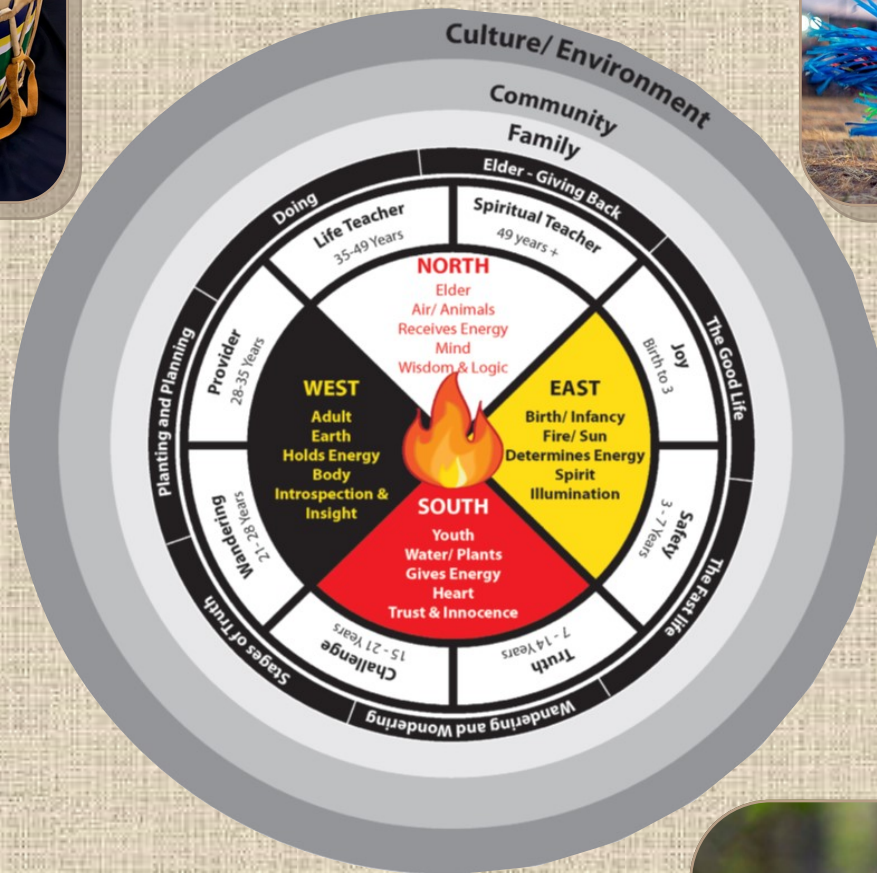 Culture/ Environment
Community
Family
Elder - Giving Back
The Good Life
The Fast life
Wandering and Wondering
Stages of Truth
Planting and Planning
Doing
Spiritual Teacher
49 years +
Joy
Birth to 3
Safety
3 - 7 Years
Truth
7 - 14 Years
Challenge
15 - 21 Years
Wandering
21- 28 Years
Provider
28-35 Years
Life Teacher
35-49 Years
NORTH
Elder
Air/ Animals
Receives Energy
Mind
Wisdom & Logic
EAST
Birth/ Infancy
Fire/ Sun
Determines Energy
Spirit
Illumination
SOUTH
Youth
Water/ Plants
Gives Energy
Heart
Trust & Innocence
WEST
Adult
Earth
Holds Energy
Body
Introspection &
Insight